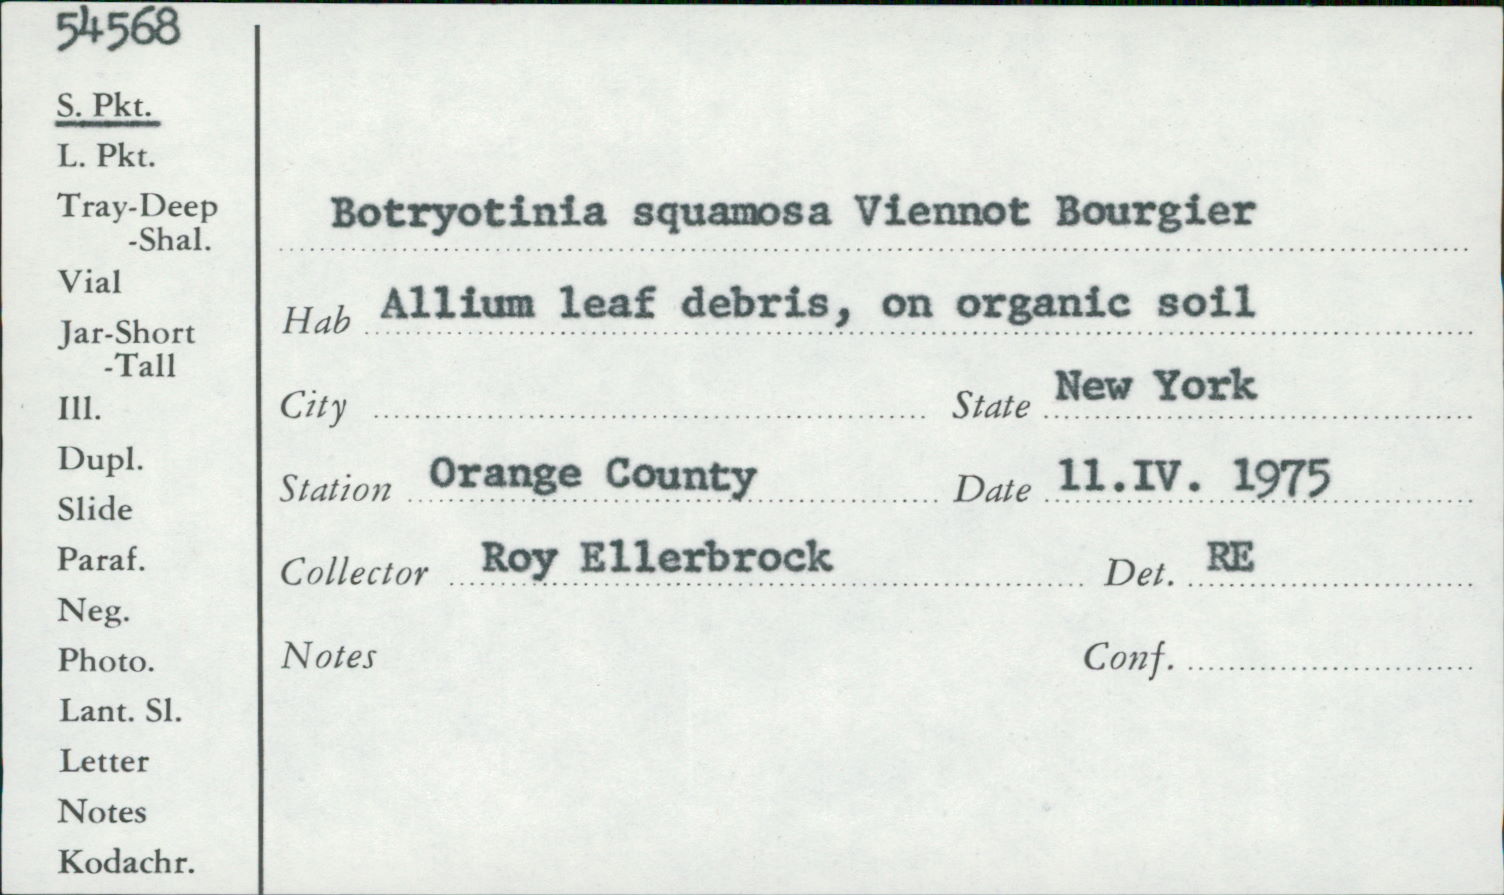 54568
S. Pkt.
L. Pkt.
Tray-Deep
-Shal.
Vial
Jar-Short
-Tall
Ill.
Dupl.
Slide
Paraf.
Neg.
Photo.
Lant. Sl.
Letter
Notes
Kodachr.
Botryotinia squamosa Viennot Bourgier
Hab Allium leaf debris, on organic soil
City State New York
Station Orange County Date 11.IV. 1975
Collector Roy Ellerbrock Det. RE
Notes Conf.